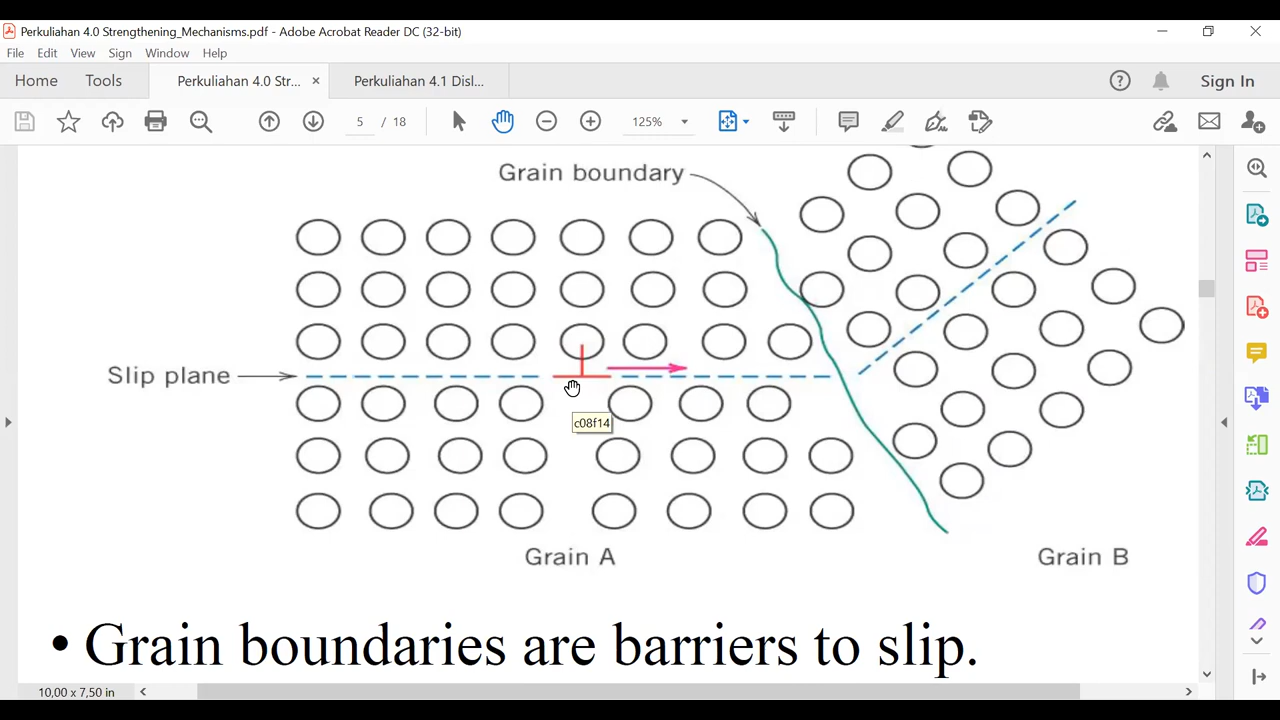 Perkuliahan 4.0 Strengthening_Mechanisms.pdf - Adobe Acrobat Reader DC (32-bit)
File Edit View Sign Window Help
Home Tools Perkuliahan 4.0 Str... × Perkuliahan 4.1 Disl... Sign In
5 / 18 125%
Grain boundary
Slip plane
c08f14
Grain A Grain B
• Grain boundaries are barriers to slip.
10,00 x 7,50 in